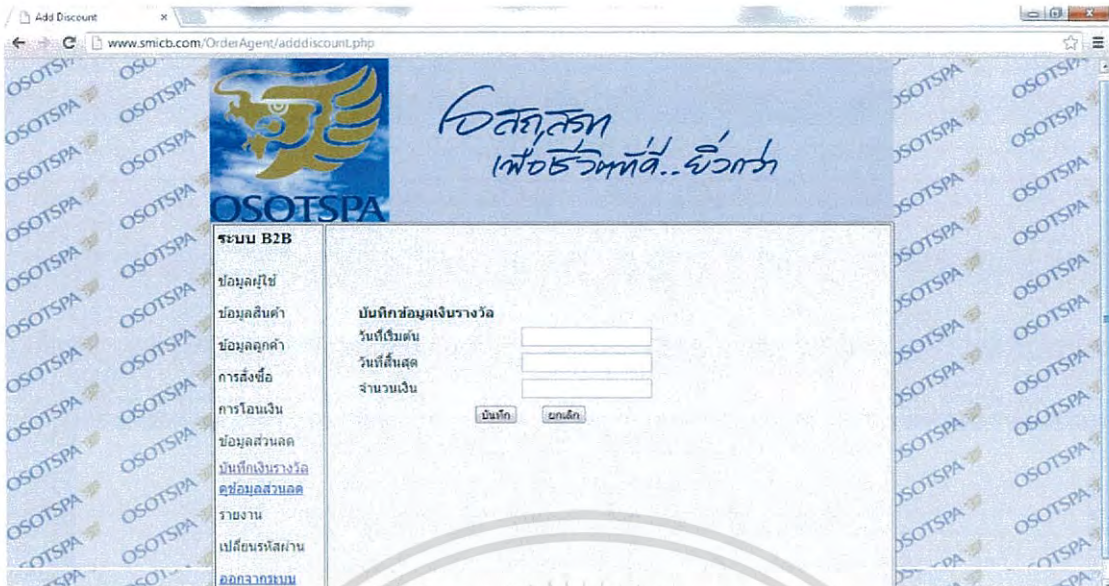 Add Discount
www.smicb.com/OrderAgent/adddiscount.php
โอสถสภา
เพื่อชีวิตที่ดี..ยิ่งกว่า
OSOTSPA
ระบบ B2B
ข้อมูลผู้ใช้
ข้อมูลสินค้า
ข้อมูลลูกค้า
การสั่งซื้อ
การโอนเงิน
ข้อมูลส่วนลด
บันทึกเงินรางวัล
ดูข้อมูลส่วนลด
รายงาน
เปลี่ยนรหัสผ่าน
ออกจากระบบ
บันทึกข้อมูลเงินรางวัล
วันที่เริ่มต้น
วันที่สิ้นสุด
จำนวนเงิน
บันทึก ยกเลิก